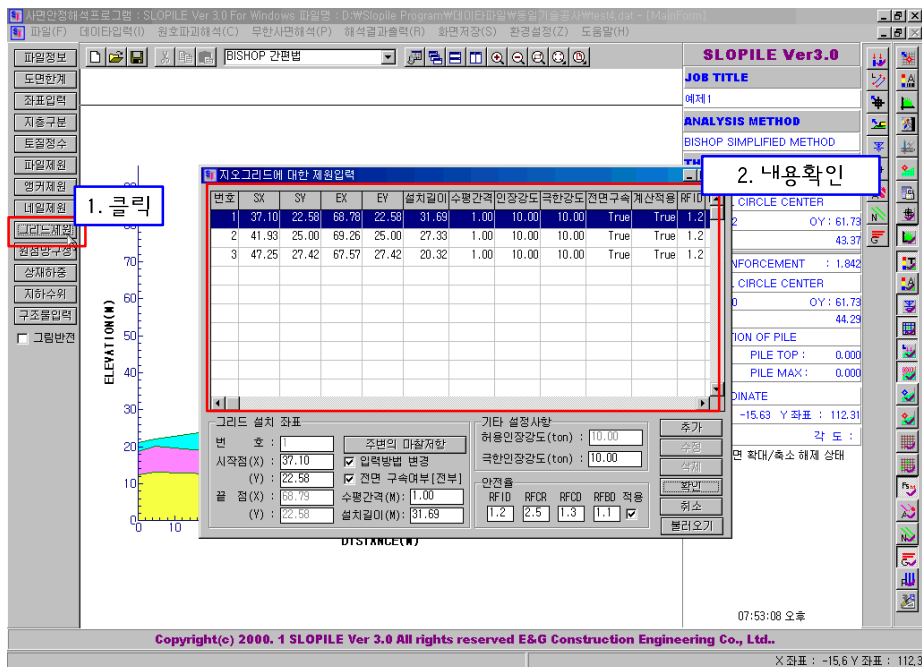 사면안정해석프로그램 : SLOPILE Ver 3.0 For Windows 파일명 : D:₩Slopile Program₩데이타파일₩동일기술공사₩test4.dat - [MainForm]
파일(F) 데이타입력(I) 원호파괴해석(C) 무한사면해석(P) 해석결과출력(R) 화면저장(S) 환경설정(Z) 도움말(H)
파일정보
도면한계
좌표입력
지층구분
토질정수
파일제원
앵커제원
네일제원
그리드제원
원점망구성
상재하중
지하수위
구조물입력
그림반전
BISHOP 간편법
1. 클릭
2. 내용확인
ELEVATION(M)
70
60
50
40
30
20
10
0
0 10
DISTANCE(M)
지오그리드에 대한 제원입력
번호 SX SY EX EY 설치길이 수평간격 인장강도 극한강도 전면구속 계산적용 RFID
1 37.10 22.58 68.78 22.58 31.69 1.00 10.00 10.00 True True 1.2
2 41.93 25.00 69.26 25.00 27.33 1.00 10.00 10.00 True True 1.2
3 47.25 27.42 67.57 27.42 20.32 1.00 10.00 10.00 True True 1.2
그리드 설치 좌표
번 호 : 1
주변의 마찰저항
시작점(X) : 37.10
입력방법 변경
(Y) : 22.58
전면 구속여부[전부]
끝 점(X) : 68.79
수평간격(M): 1.00
(Y) : 22.58
설치길이(M): 31.69
기타 설정사항
허용인장강도(ton) : 10.00
극한인장강도(ton) : 10.00
안전율
RFID RFCR RFCD RFBD 적용
1.2 2.5 1.3 1.1
추가
수정
삭제
확인
취소
불러오기
SLOPILE Ver3.0
JOB TITLE
예제1
ANALYSIS METHOD
BISHOP SIMPLIFIED METHOD
CIRCLE CENTER
OY : 61.73
43.37
NFORCEMENT : 1.842
CIRCLE CENTER
OY : 61.73
44.29
ION OF PILE
PILE TOP : 0.000
PILE MAX : 0.000
DINATE
-15.63 Y 좌표 : 112.31
각 도 :
면 확대/축소 해제 상태
07:53:08 오후
Copyright(c) 2000. 1 SLOPILE Ver 3.0 All rights reserved E&G Construction Engineering Co., Ltd..
X 좌표 : -15.6 Y 좌표 : 112.3